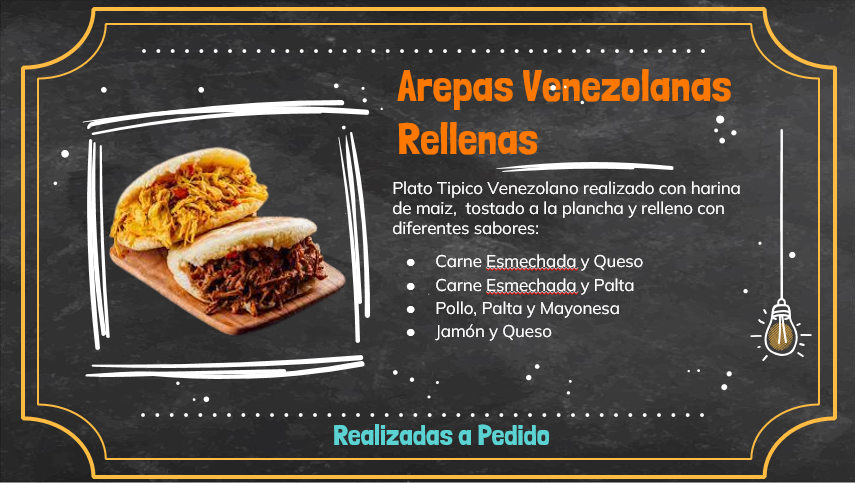 Arepas Venezolanas
Rellenas
Plato Tipico Venezolano realizado con harina
de maiz, tostado a la plancha y relleno con
diferentes sabores:
● Carne Esmechada y Queso
● Carne Esmechada y Palta
● Pollo, Palta y Mayonesa
● Jamón y Queso
Realizadas a Pedido